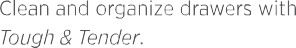 Clean and organize drawers with
Tough & Tender.